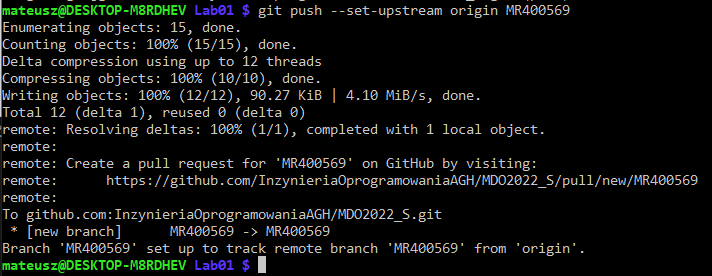 mateusz@DESKTOP-M8RDHEV Lab01 $ git push --set-upstream origin MR400569
Enumerating objects: 15, done.
Counting objects: 100% (15/15), done.
Delta compression using up to 12 threads
Compressing objects: 100% (10/10), done.
Writing objects: 100% (12/12), 90.27 KiB | 4.10 MiB/s, done.
Total 12 (delta 1), reused 0 (delta 0)
remote: Resolving deltas: 100% (1/1), completed with 1 local object.
remote:
remote: Create a pull request for 'MR400569' on GitHub by visiting:
remote:      https://github.com/InzynieriaOprogramowaniaAGH/MDO2022_S/pull/new/MR400569
remote:
To github.com:InzynieriaOprogramowaniaAGH/MDO2022_S.git
 * [new branch]      MR400569 -> MR400569
Branch 'MR400569' set up to track remote branch 'MR400569' from 'origin'.
mateusz@DESKTOP-M8RDHEV Lab01 $